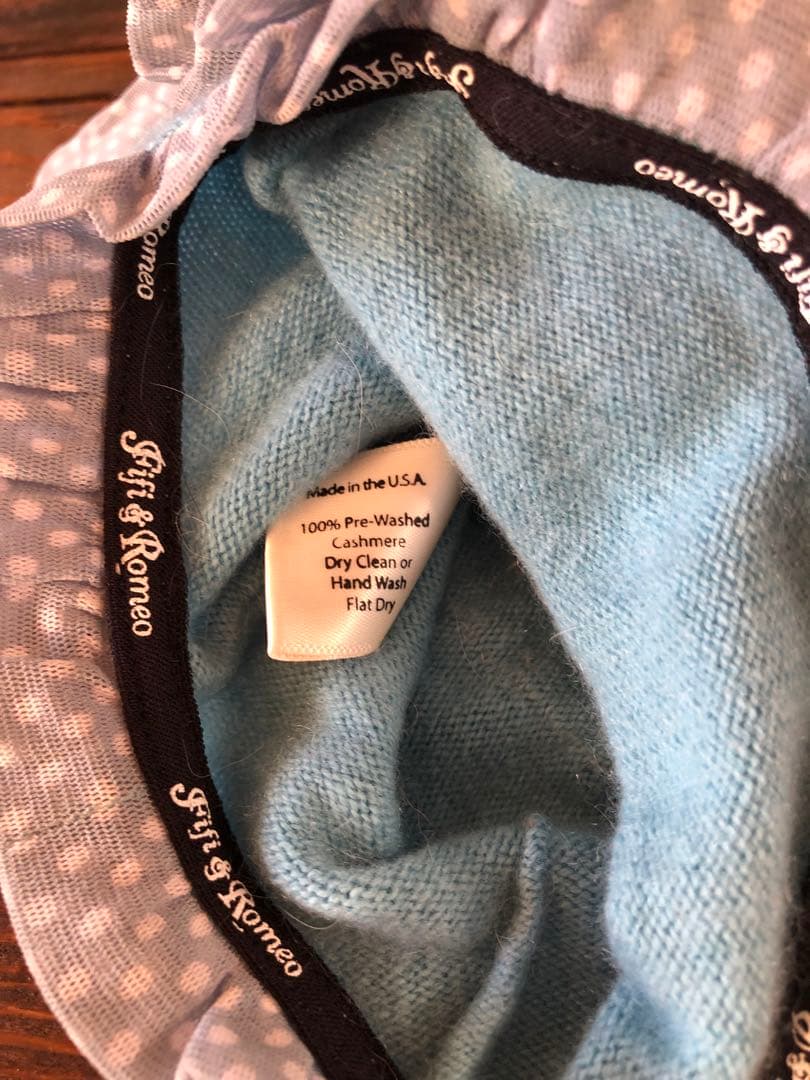 Fifi & Romeo
Fifi & Romeo
Romeo
Fifi & Romeo
Made in the U.S.A.
100% Pre-Washed
Cashmere
Dry Clean or
Hand Wash
Flat Dry
Fifi & Romeo